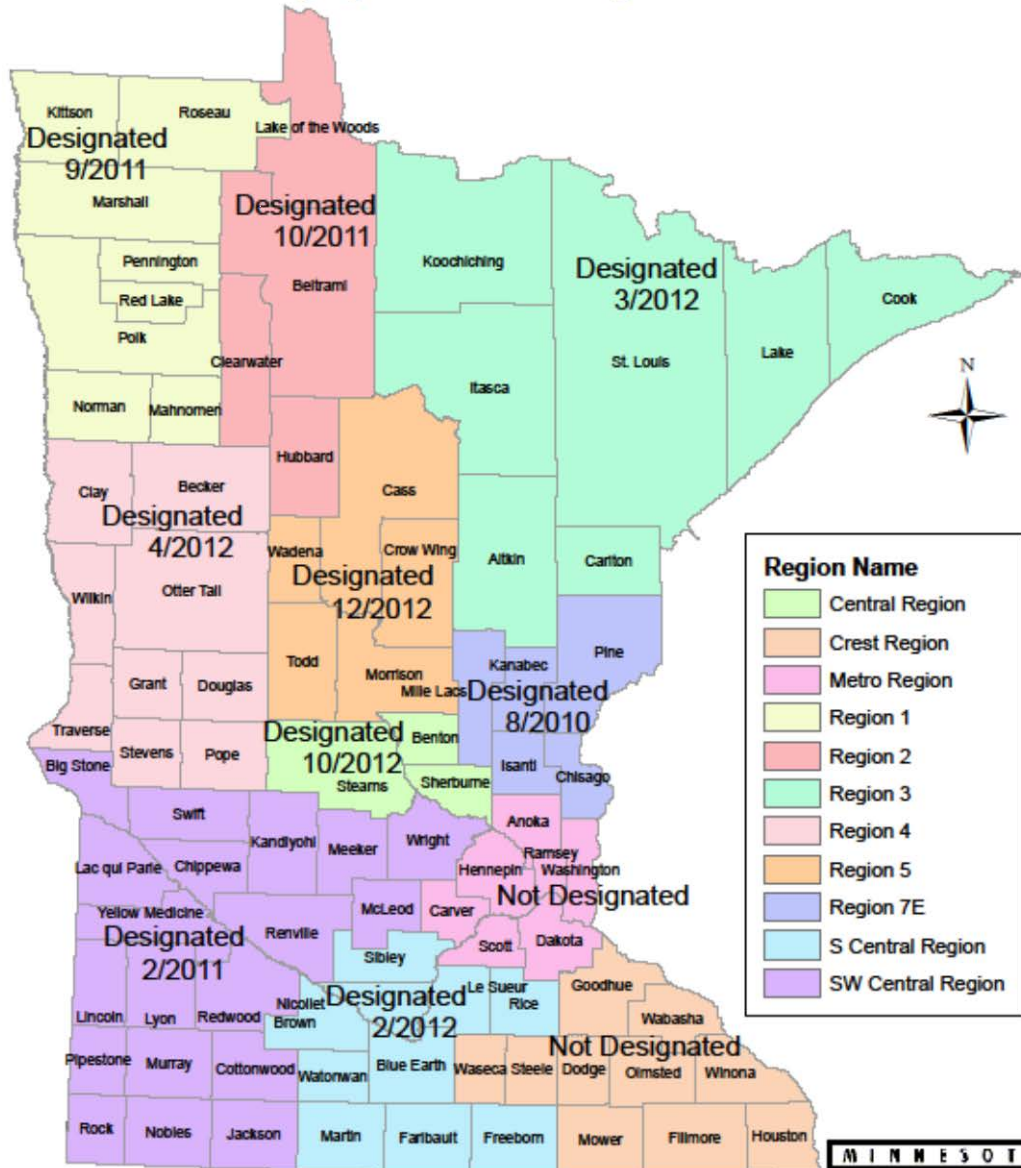 Kittson
Roseau
Lake of the Woods
Designated
9/2011
Marshall
Designated
10/2011
Pennington
Koochiching
Designated
3/2012
Beltrami
Red Lake
Cook
Polk
Clearwater
St. Louis
Lake
Itasca
N
Norman
Mahnomen
Hubbard
Clay
Becker
Cass
Designated
4/2012
Wadena
Crow Wing
Aitkin
Carlton
Designated
12/2012
Wilkin
Otter Tail
Todd
Morrison
Kanabec
Pine
Grant
Douglas
Mille Lacs
Designated
8/2010
Traverse
Stevens
Pope
Designated
10/2012
Benton
Isanti
Chisago
Big Stone
Stearns
Sherburne
Swift
Kandiyohi
Meeker
Wright
Anoka
Ramsey
Lac qui Parle
Chippewa
Hennepin
Washington
Not Designated
Yellow Medicine
McLeod
Carver
Designated
2/2011
Renville
Scott
Dakota
Sibley
Lincoln
Lyon
Redwood
Nicollet
Brown
Designated
2/2012
Le Sueur
Rice
Goodhue
Wabasha
Not Designated
Pipestone
Murray
Cottonwood
Watonwan
Blue Earth
Waseca
Steele
Dodge
Olmsted
Winona
Rock
Nobles
Jackson
Martin
Faribault
Freeborn
Mower
Fillmore
Houston
Region Name
Central Region
Crest Region
Metro Region
Region 1
Region 2
Region 3
Region 4
Region 5
Region 7E
S Central Region
SW Central Region
MINNESOT